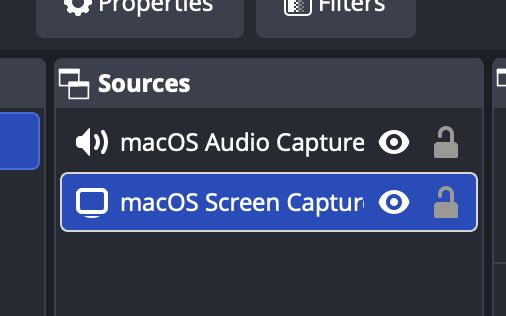 Properties
Filters
Sources
macOS Audio Capture
macOS Screen Captur